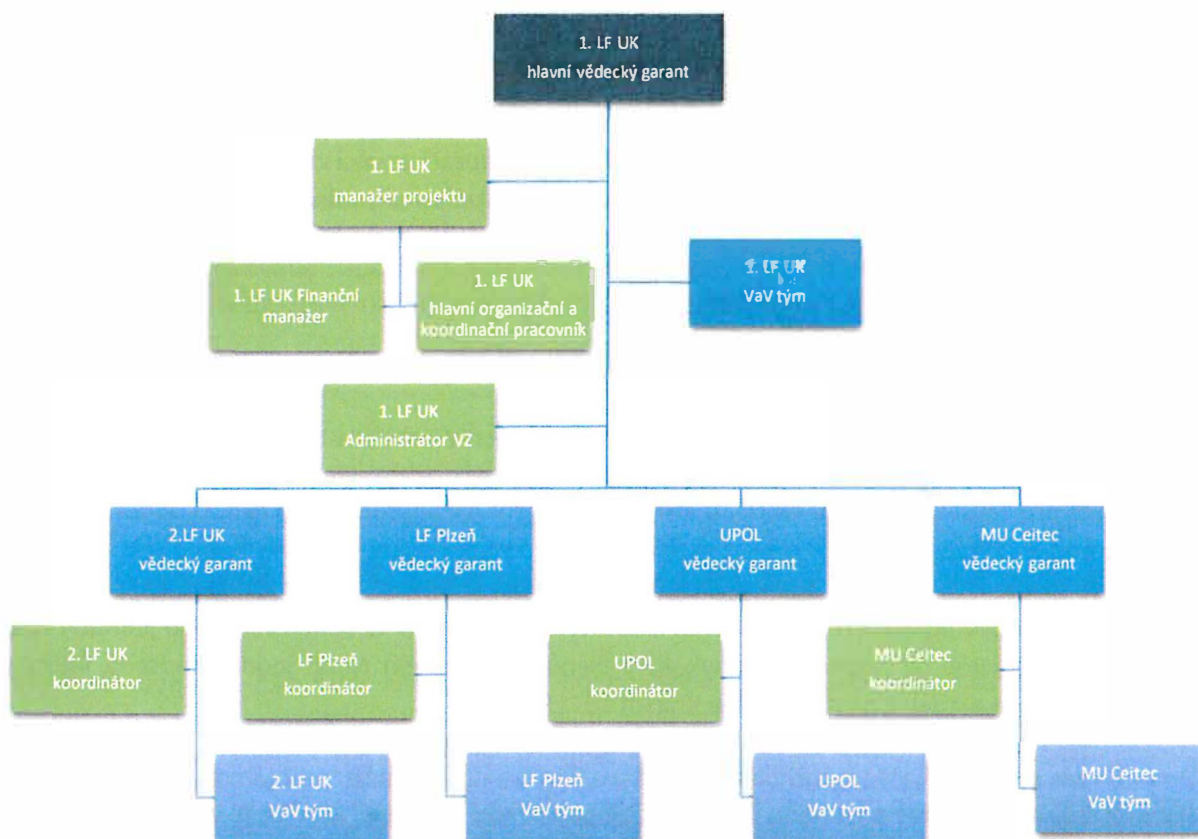 1. LF UK
hlavní vědecký garant
1. LF UK
manažer projektu
1. LF UK Finanční
manažer
1. LF UK
hlavní organizační a
koordinační pracovník
1. LF UK
VaV tým
1. LF UK
Administrátor VZ
2.LF UK
vědecký garant
LF Plzeň
vědecký garant
UPOL
vědecký garant
MU Ceitec
vědecký garant
2. LF UK
koordinátor
LF Plzeň
koordinátor
UPOL
koordinátor
MU Ceitec
koordinátor
2. LF UK
VaV tým
LF Plzeň
VaV tým
UPOL
VaV tým
MU Ceitec
VaV tým